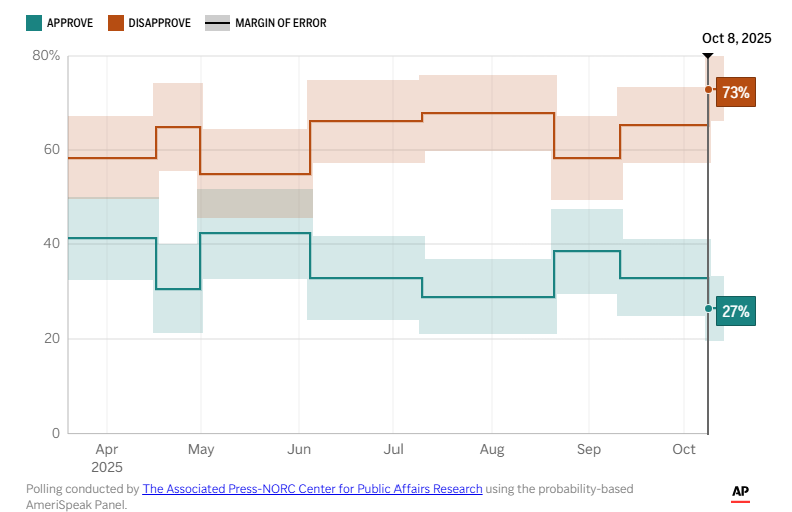 APPROVE DISAPPROVE MARGIN OF ERROR
Oct 8, 2025
80%
73%
60
40
27%
20
0
Apr May Jun Jul Aug Sep Oct
2025
Polling conducted by The Associated Press-NORC Center for Public Affairs Research using the probability-based
AmeriSpeak Panel.
AP